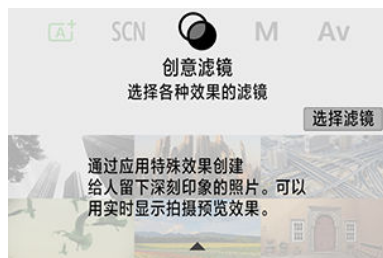 A+ SCN M Av
创意滤镜
选择各种效果的滤镜
选择滤镜
通过应用特殊效果创建
给人留下深刻印象的照片。可以
用实时显示拍摄预览效果。